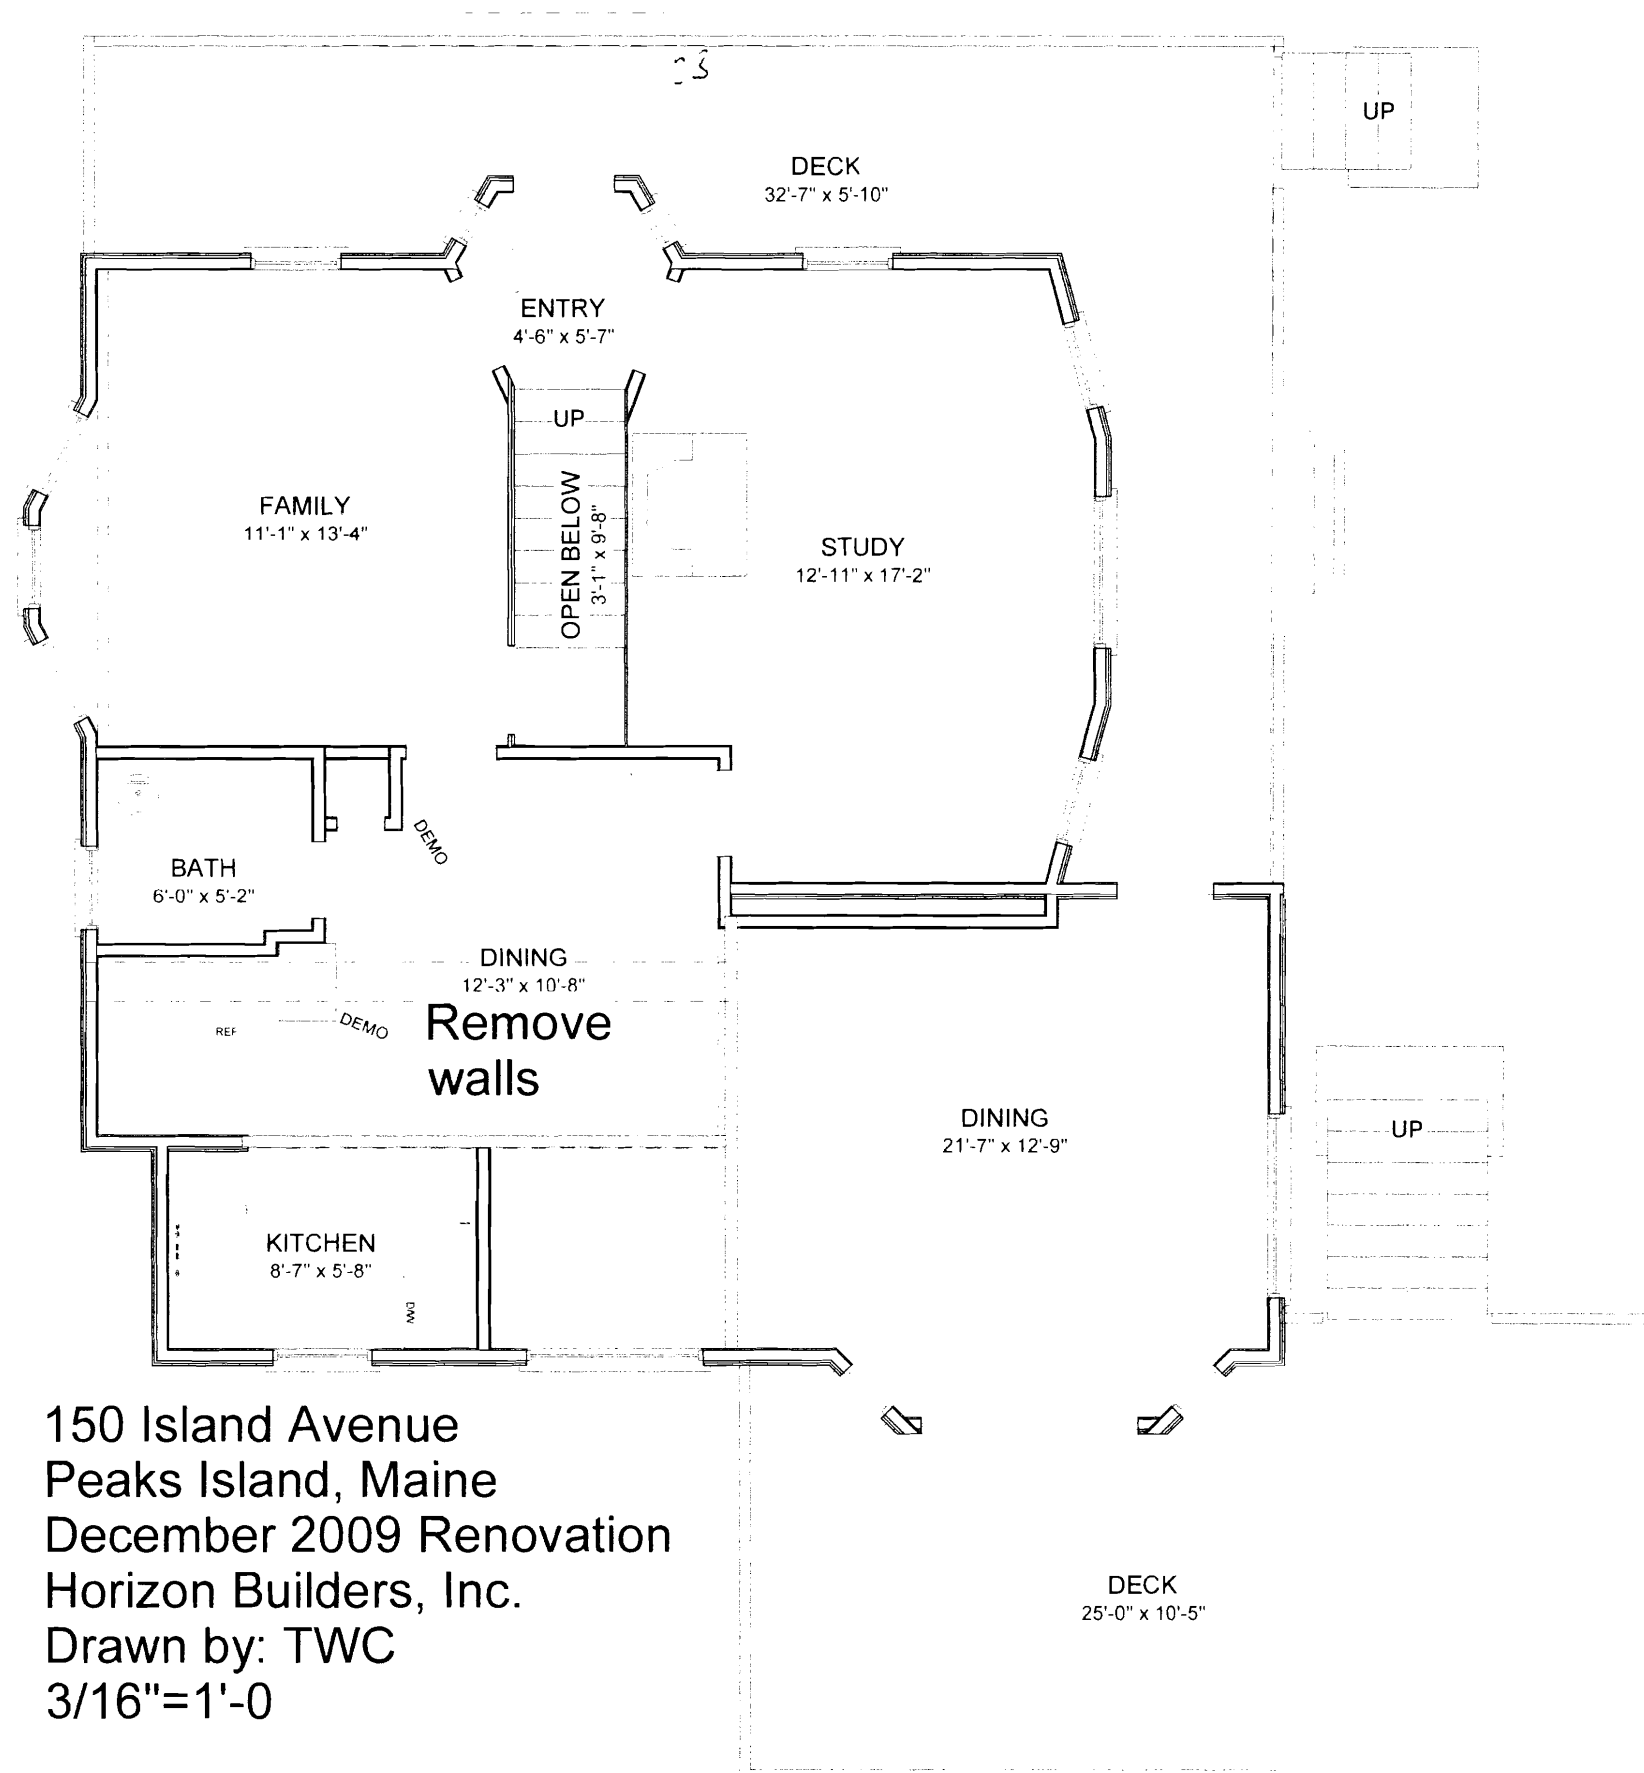 UP
DECK
32'-7" x 5'-10"
ENTRY
4'-6" x 5'-7"
UP
FAMILY
11'-1" x 13'-4"
OPEN BELOW
3'-1" x 9'-8"
STUDY
12'-11" x 17'-2"
DEMO
BATH
6'-0" x 5'-2"
DINING
12'-3" x 10'-8"
REF
DEMO
Remove
walls
DINING
21'-7" x 12'-9"
UP
KITCHEN
8'-7" x 5'-8"
DW
150 Island Avenue
Peaks Island, Maine
December 2009 Renovation
Horizon Builders, Inc.
Drawn by: TWC
3/16"=1'-0
DECK
25'-0" x 10'-5"